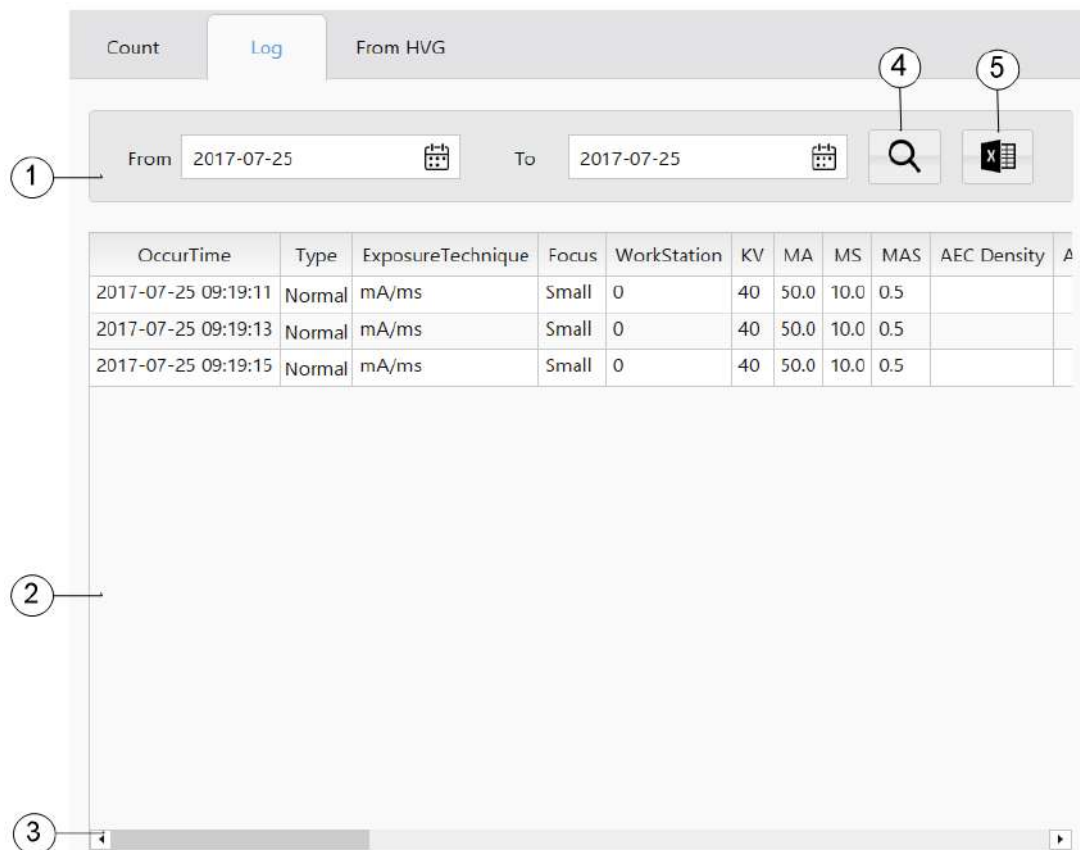 Count Log From HVG
4 5
1 From 2017-07-25 To 2017-07-25
OccurTime Type ExposureTechnique Focus WorkStation KV MA MS MAS AEC Density A
2017-07-25 09:19:11 Normal mA/ms Small 0 40 50.0 10.0 0.5
2017-07-25 09:19:13 Normal mA/ms Small 0 40 50.0 10.0 0.5
2017-07-25 09:19:15 Normal mA/ms Small 0 40 50.0 10.0 0.5
2
3